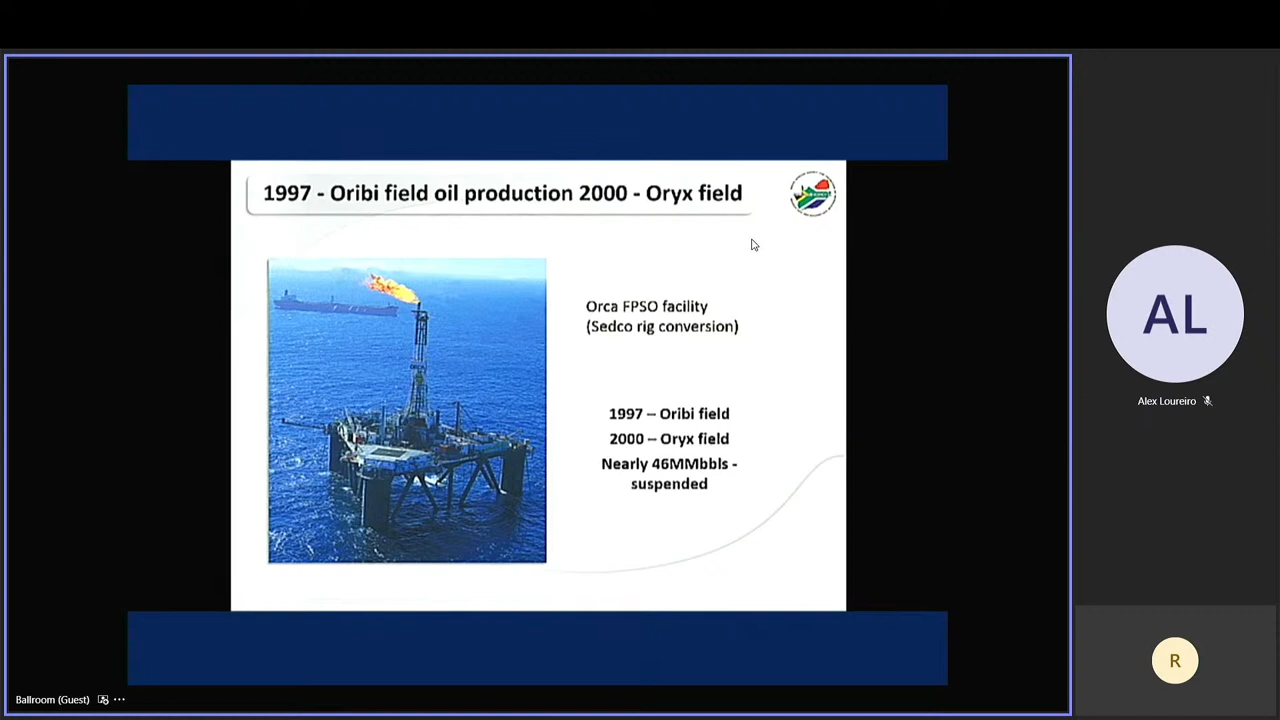 1997 - Oribi field oil production 2000 - Oryx field
Orca FPSO facility
(Sedco rig conversion)
1997 – Oribi field
2000 – Oryx field
Nearly 46MMbbls -
suspended
AL
Alex Loureiro
R
Ballroom (Guest)